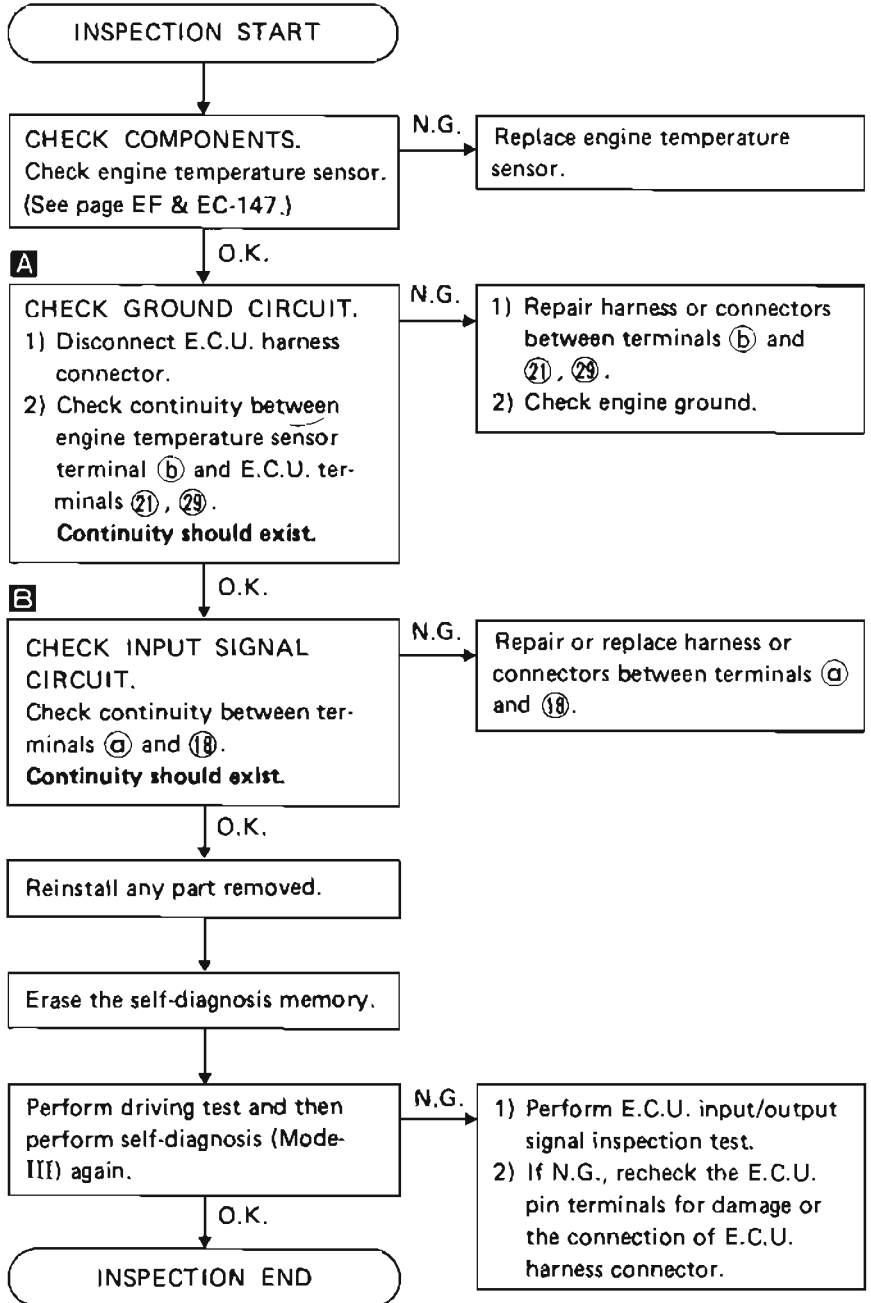 INSPECTION START
CHECK COMPONENTS.
Check engine temperature sensor.
(See page EF & EC-147.)
N.G.
Replace engine temperature
sensor.
O.K.
A
CHECK GROUND CIRCUIT.
1) Disconnect E.C.U. harness
connector.
2) Check continuity between
engine temperature sensor
terminal ⓑ and E.C.U. ter-
minals ㉑, ㉙.
Continuity should exist.
N.G.
1) Repair harness or connectors
between terminals ⓑ and
㉑, ㉙.
2) Check engine ground.
O.K.
B
CHECK INPUT SIGNAL
CIRCUIT.
Check continuity between ter-
minals ⓐ and ⑱.
Continuity should exist.
N.G.
Repair or replace harness or
connectors between terminals ⓐ
and ⑱.
O.K.
Reinstall any part removed.
Erase the self-diagnosis memory.
Perform driving test and then
perform self-diagnosis (Mode-
III) again.
N.G.
1) Perform E.C.U. input/output
signal inspection test.
2) If N.G., recheck the E.C.U.
pin terminals for damage or
the connection of E.C.U.
harness connector.
O.K.
INSPECTION END